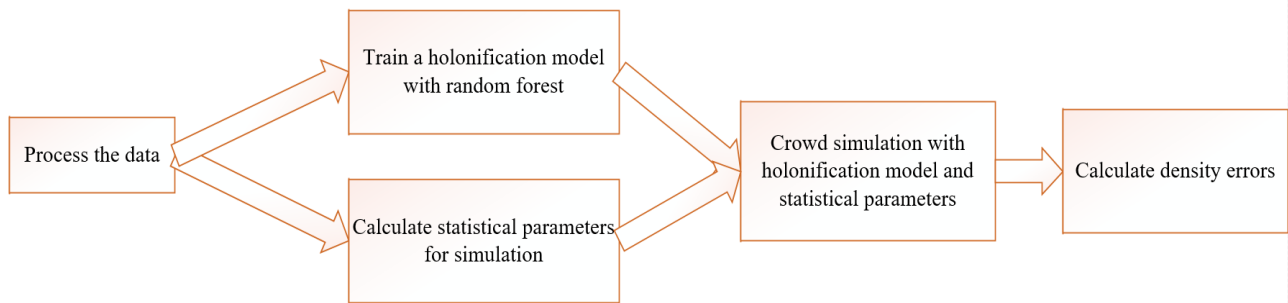 Process the data
Train a holonification model
with random forest
Calculate statistical parameters
for simulation
Crowd simulation with
holonification model and
statistical parameters
Calculate density errors